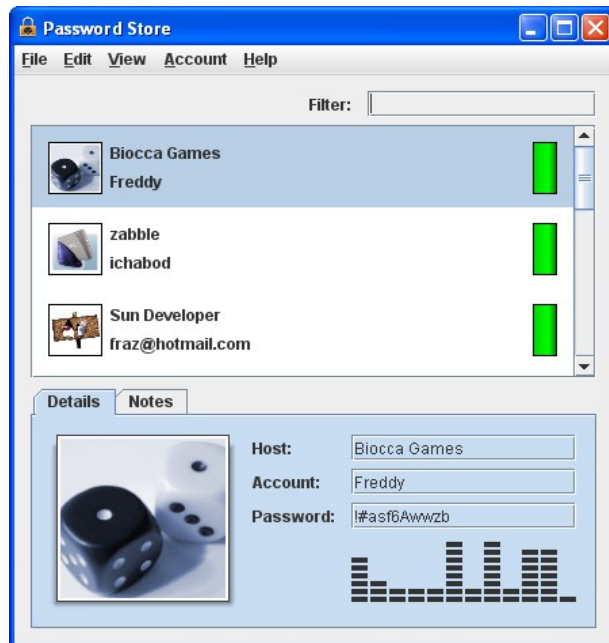 Password Store
File Edit View Account Help
Filter:
Biocca Games
Freddy
zabble
ichabod
Sun Developer
fraz@hotmail.com
Details Notes
Host: Biocca Games
Account: Freddy
Password: !#asf6Awwzb